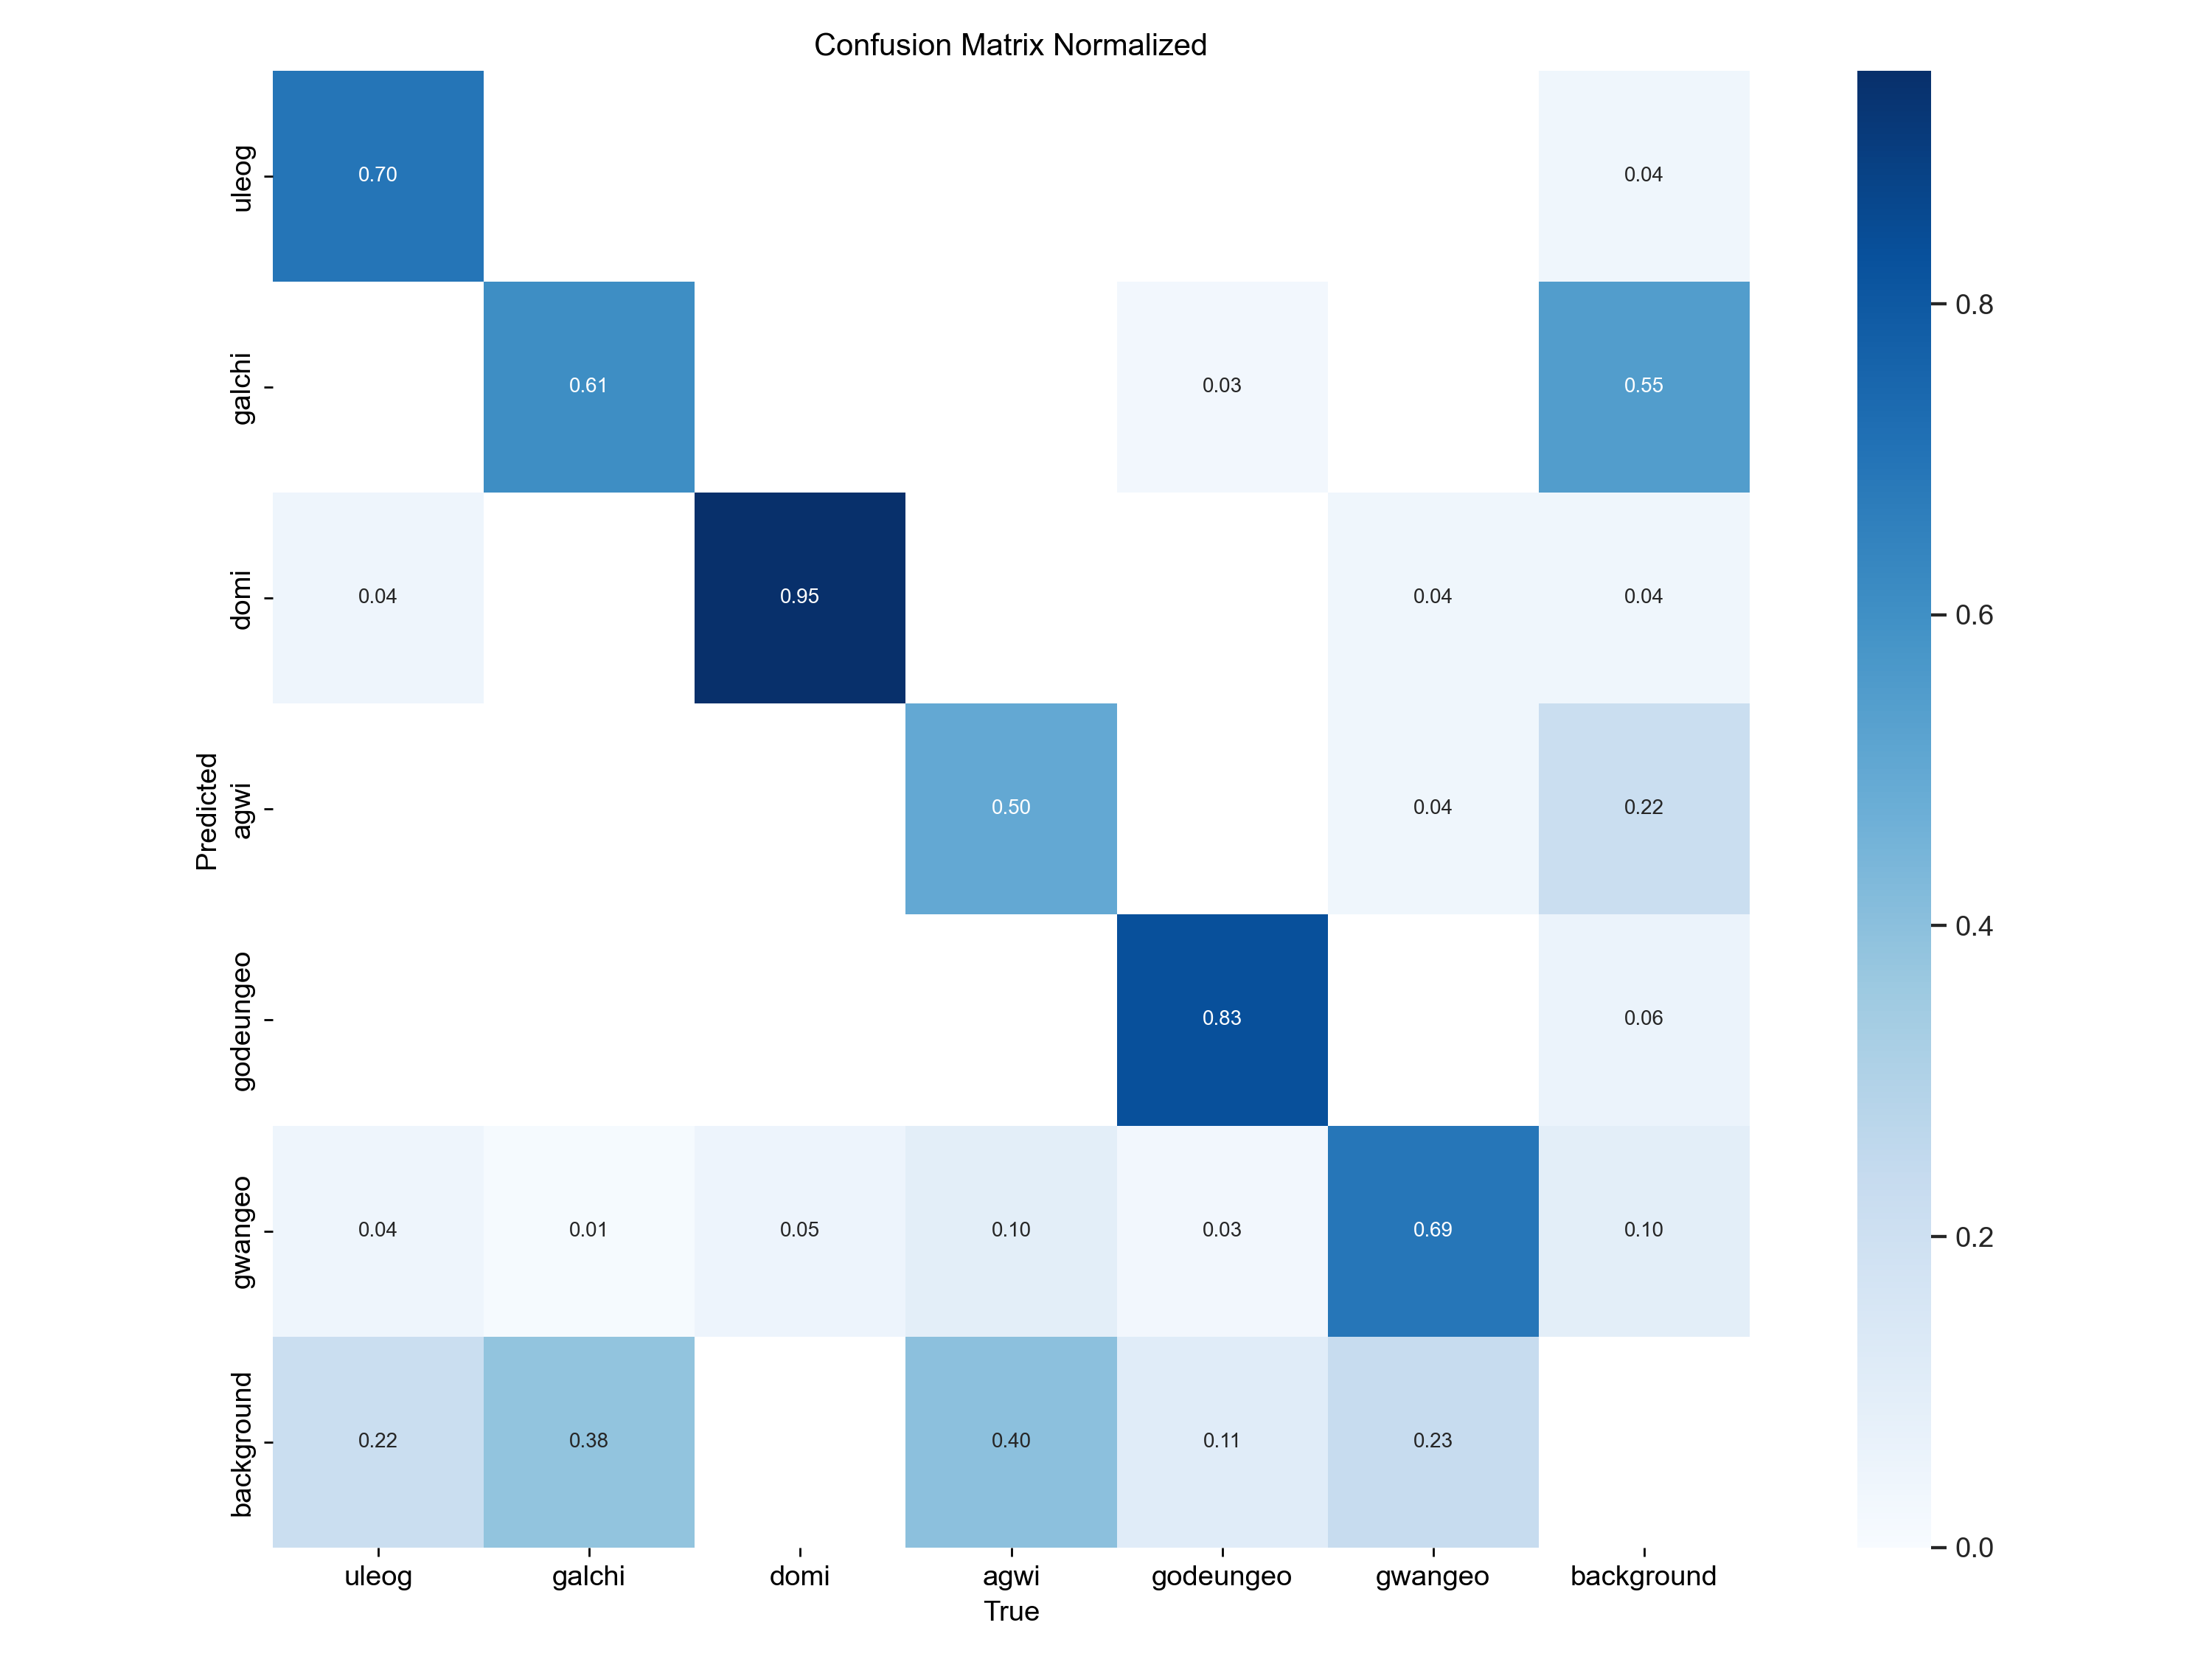 Confusion Matrix Normalized
uleog
0.70
0.04
galchi
0.61
0.03
0.55
domi
0.04
0.95
0.04
0.04
agwi
0.50
0.04
0.22
godeungeo
0.83
0.06
gwangeo
0.04
0.01
0.05
0.10
0.03
0.69
0.10
background
0.22
0.38
0.40
0.11
0.23
Predicted
uleog
galchi
domi
agwi
godeungeo
gwangeo
background
True
0.8
0.6
0.4
0.2
0.0